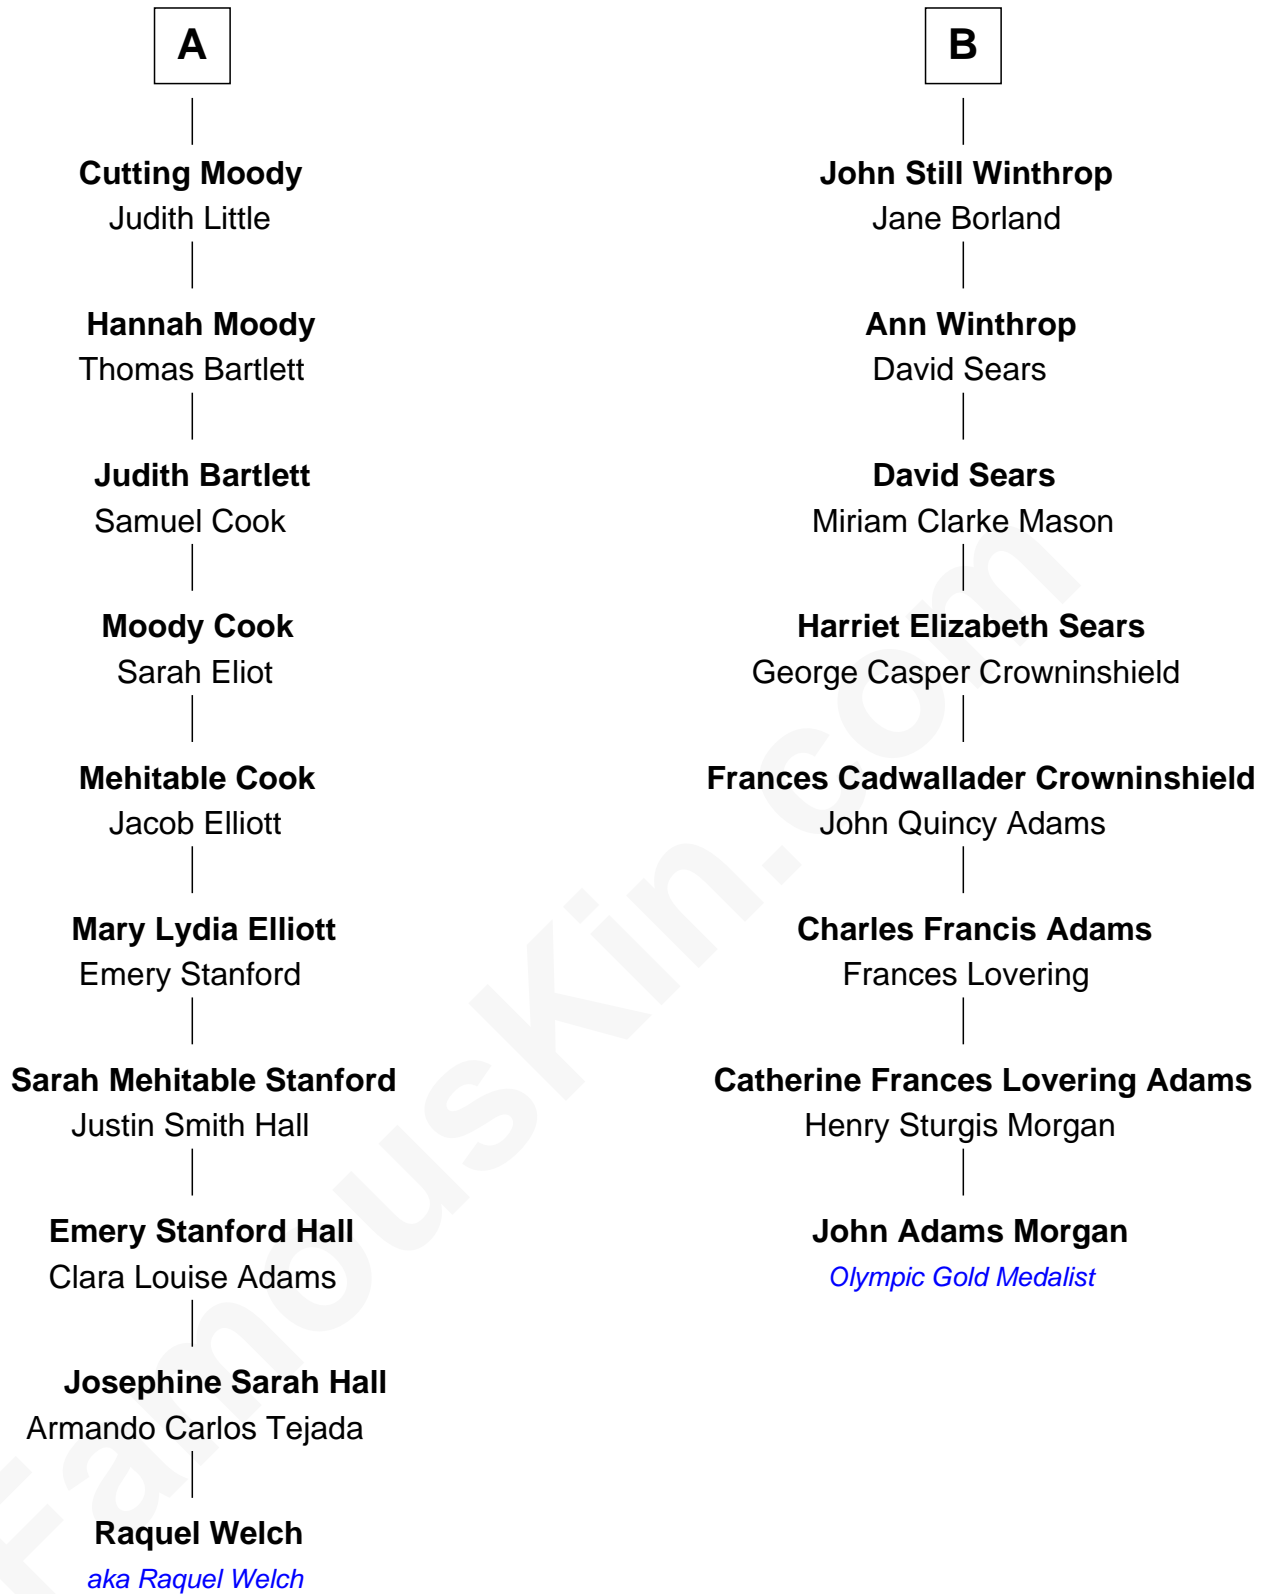 A
Cutting Moody
Judith Little
Hannah Moody
Thomas Bartlett
Judith Bartlett
Samuel Cook
Moody Cook
Sarah Eliot
Mehitable Cook
Jacob Elliott
Mary Lydia Elliott
Emery Stanford
Sarah Mehitable Stanford
Justin Smith Hall
Emery Stanford Hall
Clara Louise Adams
Josephine Sarah Hall
Armando Carlos Tejada
Raquel Welch
aka Raquel Welch
B
John Still Winthrop
Jane Borland
Ann Winthrop
David Sears
David Sears
Miriam Clarke Mason
Harriet Elizabeth Sears
George Casper Crowninshield
Frances Cadwallader Crowninshield
John Quincy Adams
Charles Francis Adams
Frances Lovering
Catherine Frances Lovering Adams
Henry Sturgis Morgan
John Adams Morgan
Olympic Gold Medalist
FamousKin.com